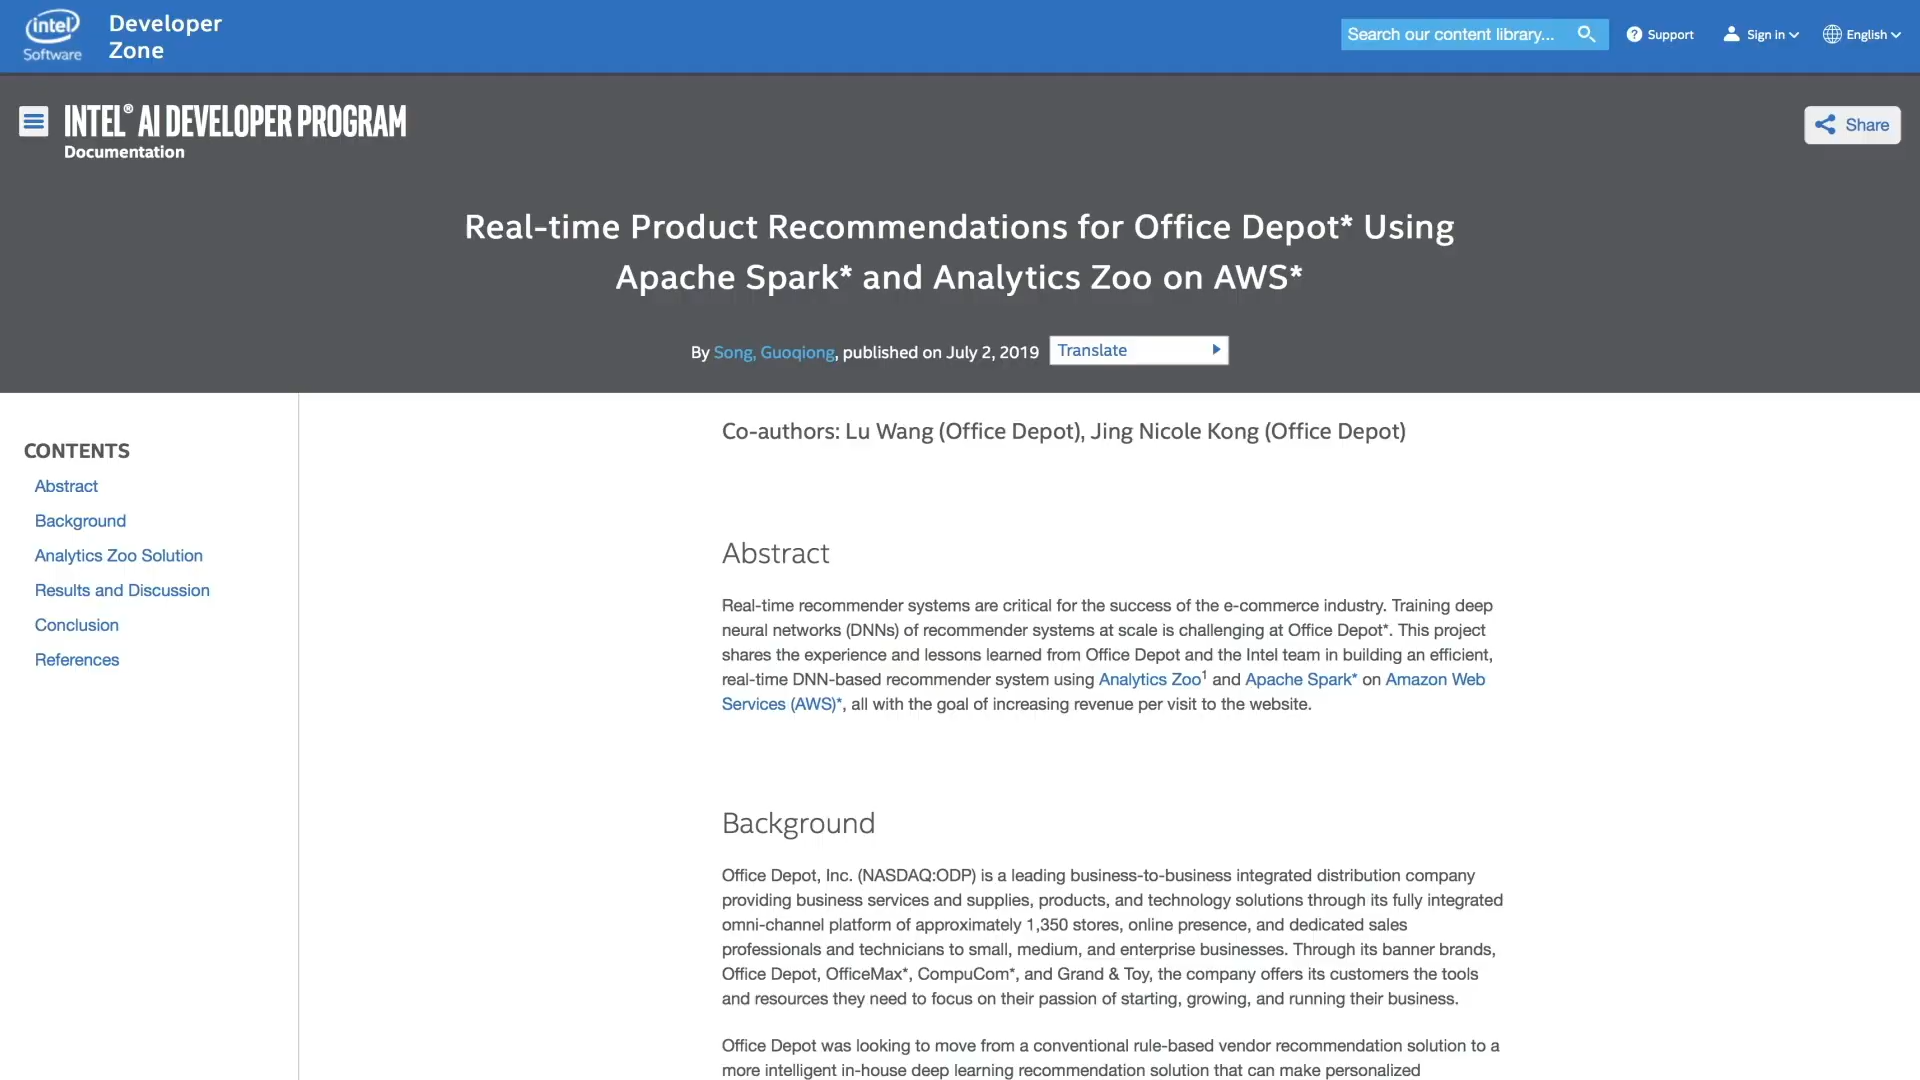 intel
Software
Developer
Zone
Search our content library...
Support
Sign in
English
INTEL® AI DEVELOPER PROGRAM
Documentation
Share
Real-time Product Recommendations for Office Depot* Using
Apache Spark* and Analytics Zoo on AWS*
By Song, Guoqiong, published on July 2, 2019
Translate
CONTENTS
Abstract
Background
Analytics Zoo Solution
Results and Discussion
Conclusion
References
Co-authors: Lu Wang (Office Depot), Jing Nicole Kong (Office Depot)
Abstract
Real-time recommender systems are critical for the success of the e-commerce industry. Training deep
neural networks (DNNs) of recommender systems at scale is challenging at Office Depot*. This project
shares the experience and lessons learned from Office Depot and the Intel team in building an efficient,
real-time DNN-based recommender system using Analytics Zoo¹ and Apache Spark* on Amazon Web
Services (AWS)*, all with the goal of increasing revenue per visit to the website.
Background
Office Depot, Inc. (NASDAQ:ODP) is a leading business-to-business integrated distribution company
providing business services and supplies, products, and technology solutions through its fully integrated
omni-channel platform of approximately 1,350 stores, online presence, and dedicated sales
professionals and technicians to small, medium, and enterprise businesses. Through its banner brands,
Office Depot, OfficeMax*, CompuCom*, and Grand & Toy, the company offers its customers the tools
and resources they need to focus on their passion of starting, growing, and running their business.
Office Depot was looking to move from a conventional rule-based vendor recommendation solution to a
more intelligent in-house deep learning recommendation solution that can make personalized